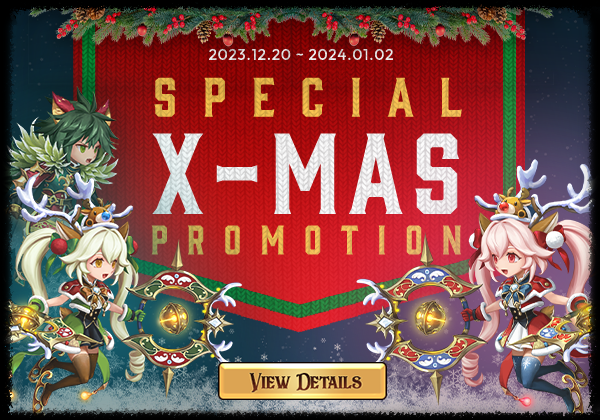 2023.12.20 ~ 2024.01.02
SPECIAL
X-MAS
PROMOTION
VIEW DETAILS